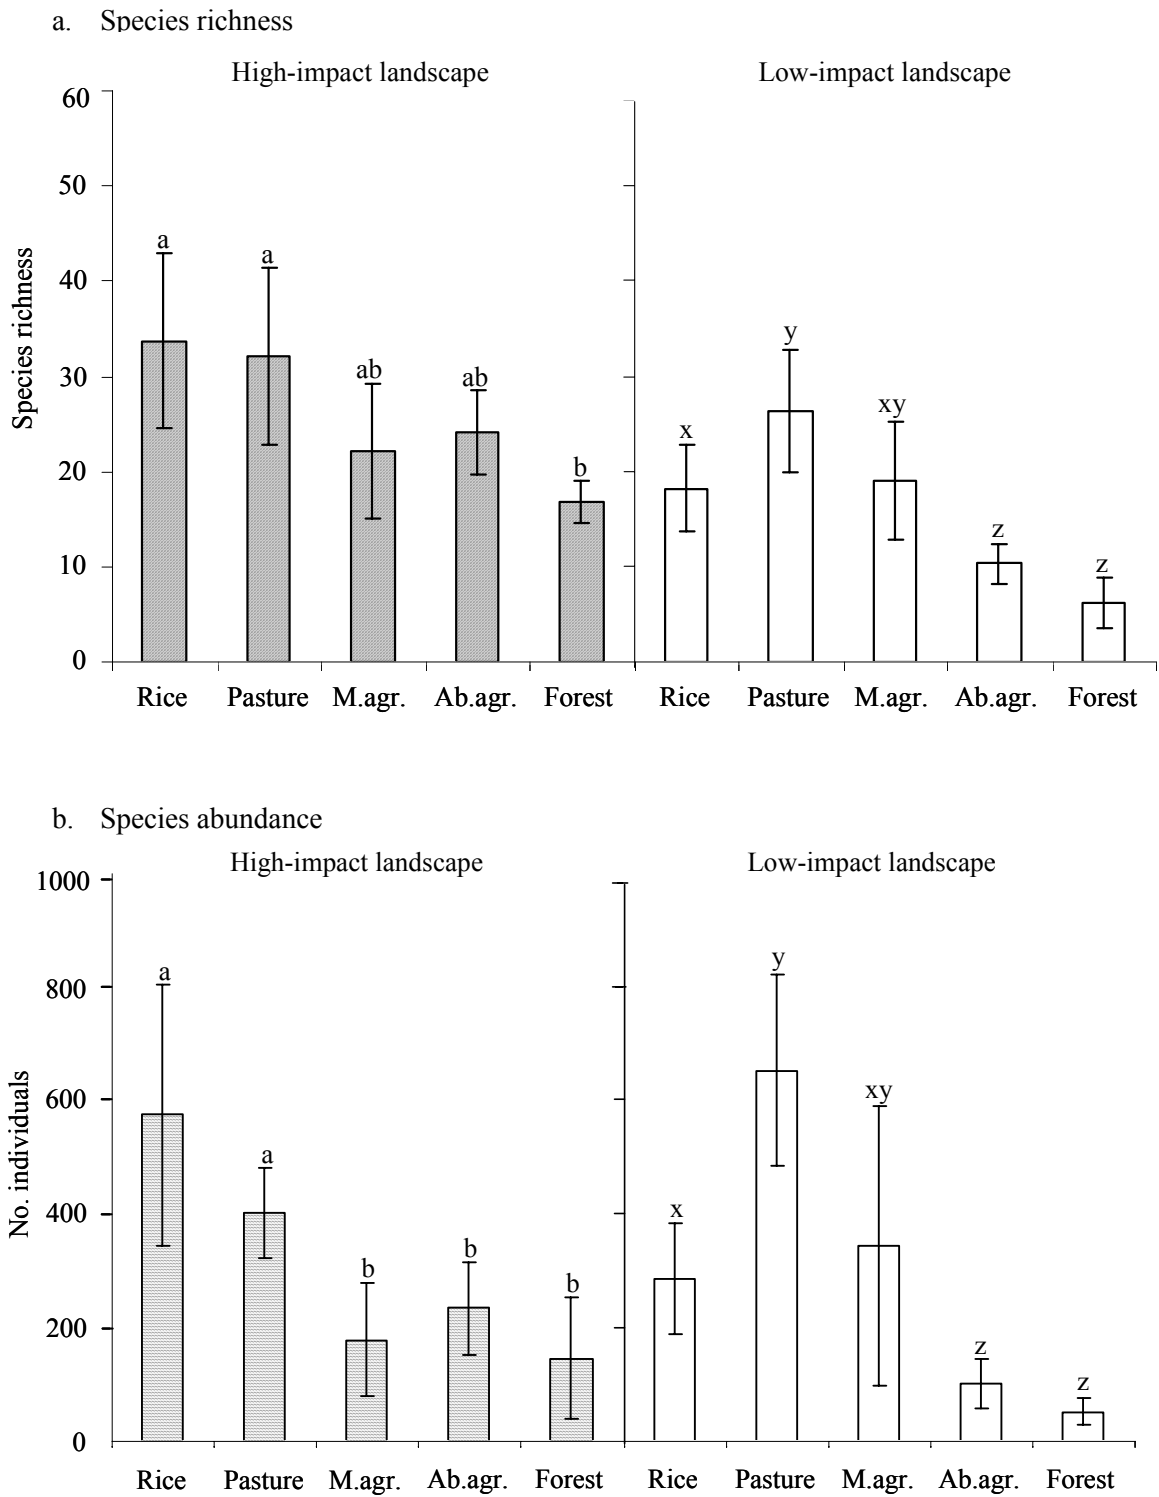 a. Species richness
High-impact landscape
Low-impact landscape
60
50
40
30
20
10
0
Species richness
a
a
ab
ab
b
x
y
xy
z
z
Rice Pasture M.agr. Ab.agr. Forest Rice Pasture M.agr. Ab.agr. Forest
b. Species abundance
High-impact landscape
Low-impact landscape
1000
800
600
400
200
0
No. individuals
a
a
b
b
b
x
y
xy
z
z
Rice Pasture M.agr. Ab.agr. Forest Rice Pasture M.agr. Ab.agr. Forest